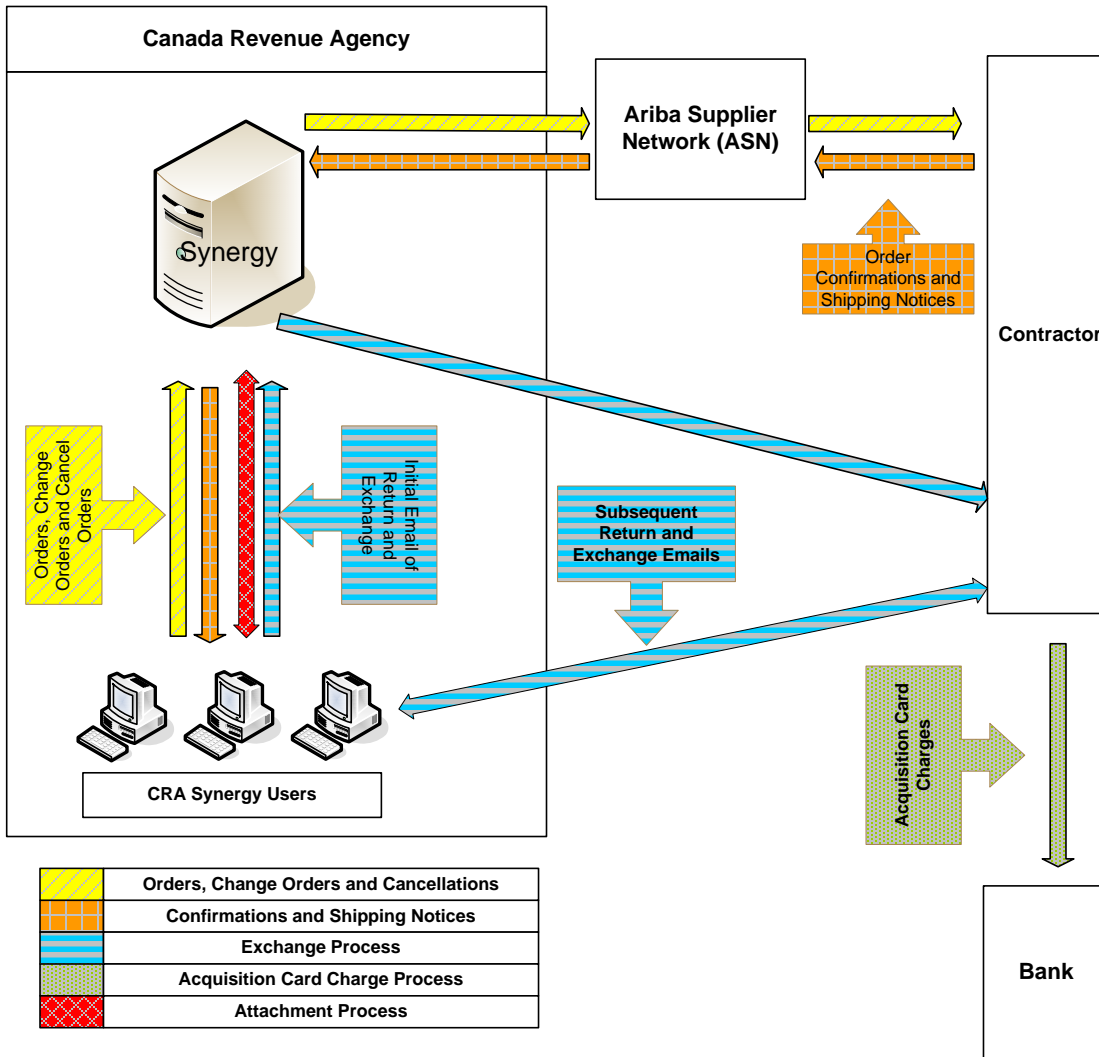 Canada Revenue Agency
Ariba Supplier
Network (ASN)
Synergy
Order
Confirmations and
Shipping Notices
Contractor
Orders, Change
Orders and Cancel
Orders
Initial Email of
Return and
Exchange
Subsequent
Return and
Exchange Emails
Acquisition Card
Charges
CRA Synergy Users
Orders, Change Orders and Cancellations
Confirmations and Shipping Notices
Exchange Process
Acquisition Card Charge Process
Attachment Process
Bank